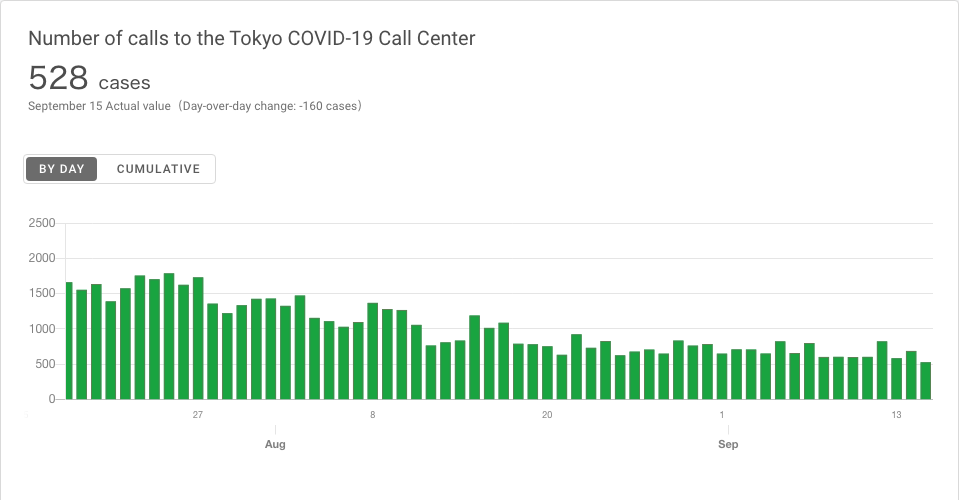 Number of calls to the Tokyo COVID-19 Call Center
528 cases
September 15 Actual value（Day-over-day change: -160 cases）
BY DAY CUMULATIVE
2500
2000
1500
1000
500
0
27 8 20 1 13
Aug Sep